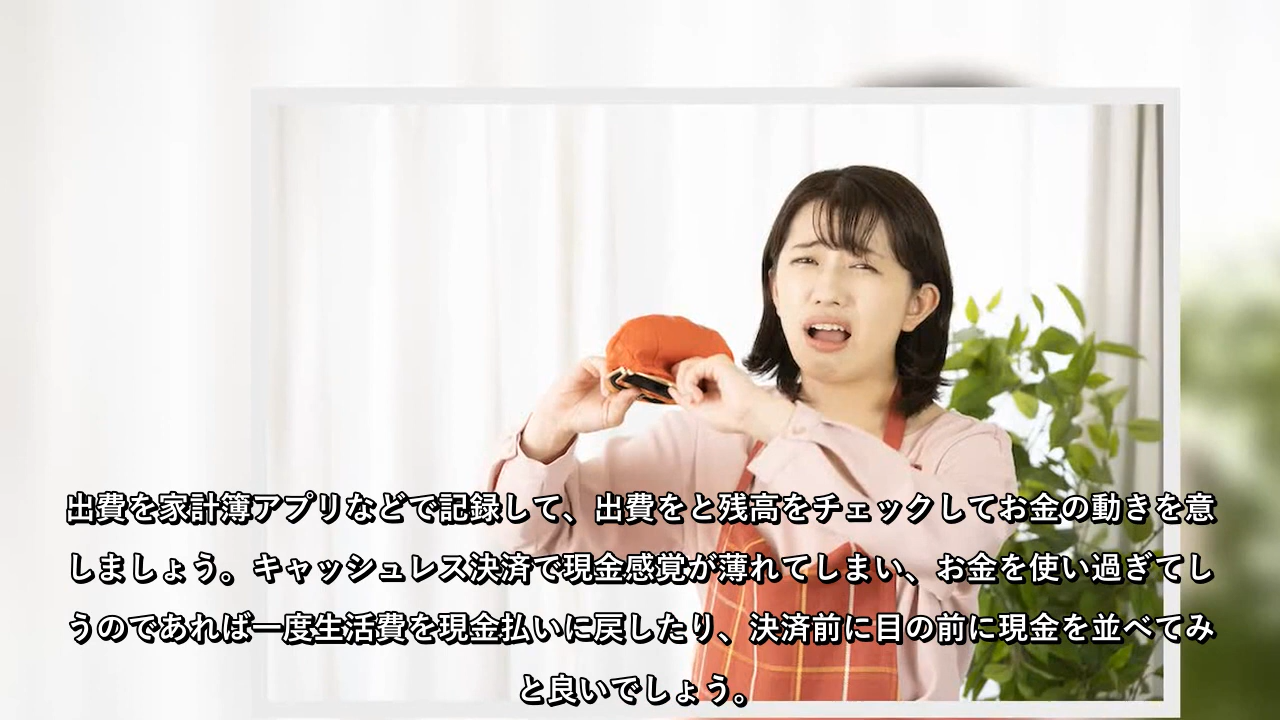 出費を家計簿アプリなどで記録して、出費をと残高をチェックしてお金の動きを意
しましょう。キャッシュレス決済で現金感覚が薄れてしまい、お金を使い過ぎてし
うのであれば一度生活費を現金払いに戻したり、決済前に目の前に現金を並べてみ
と良いでしょう。